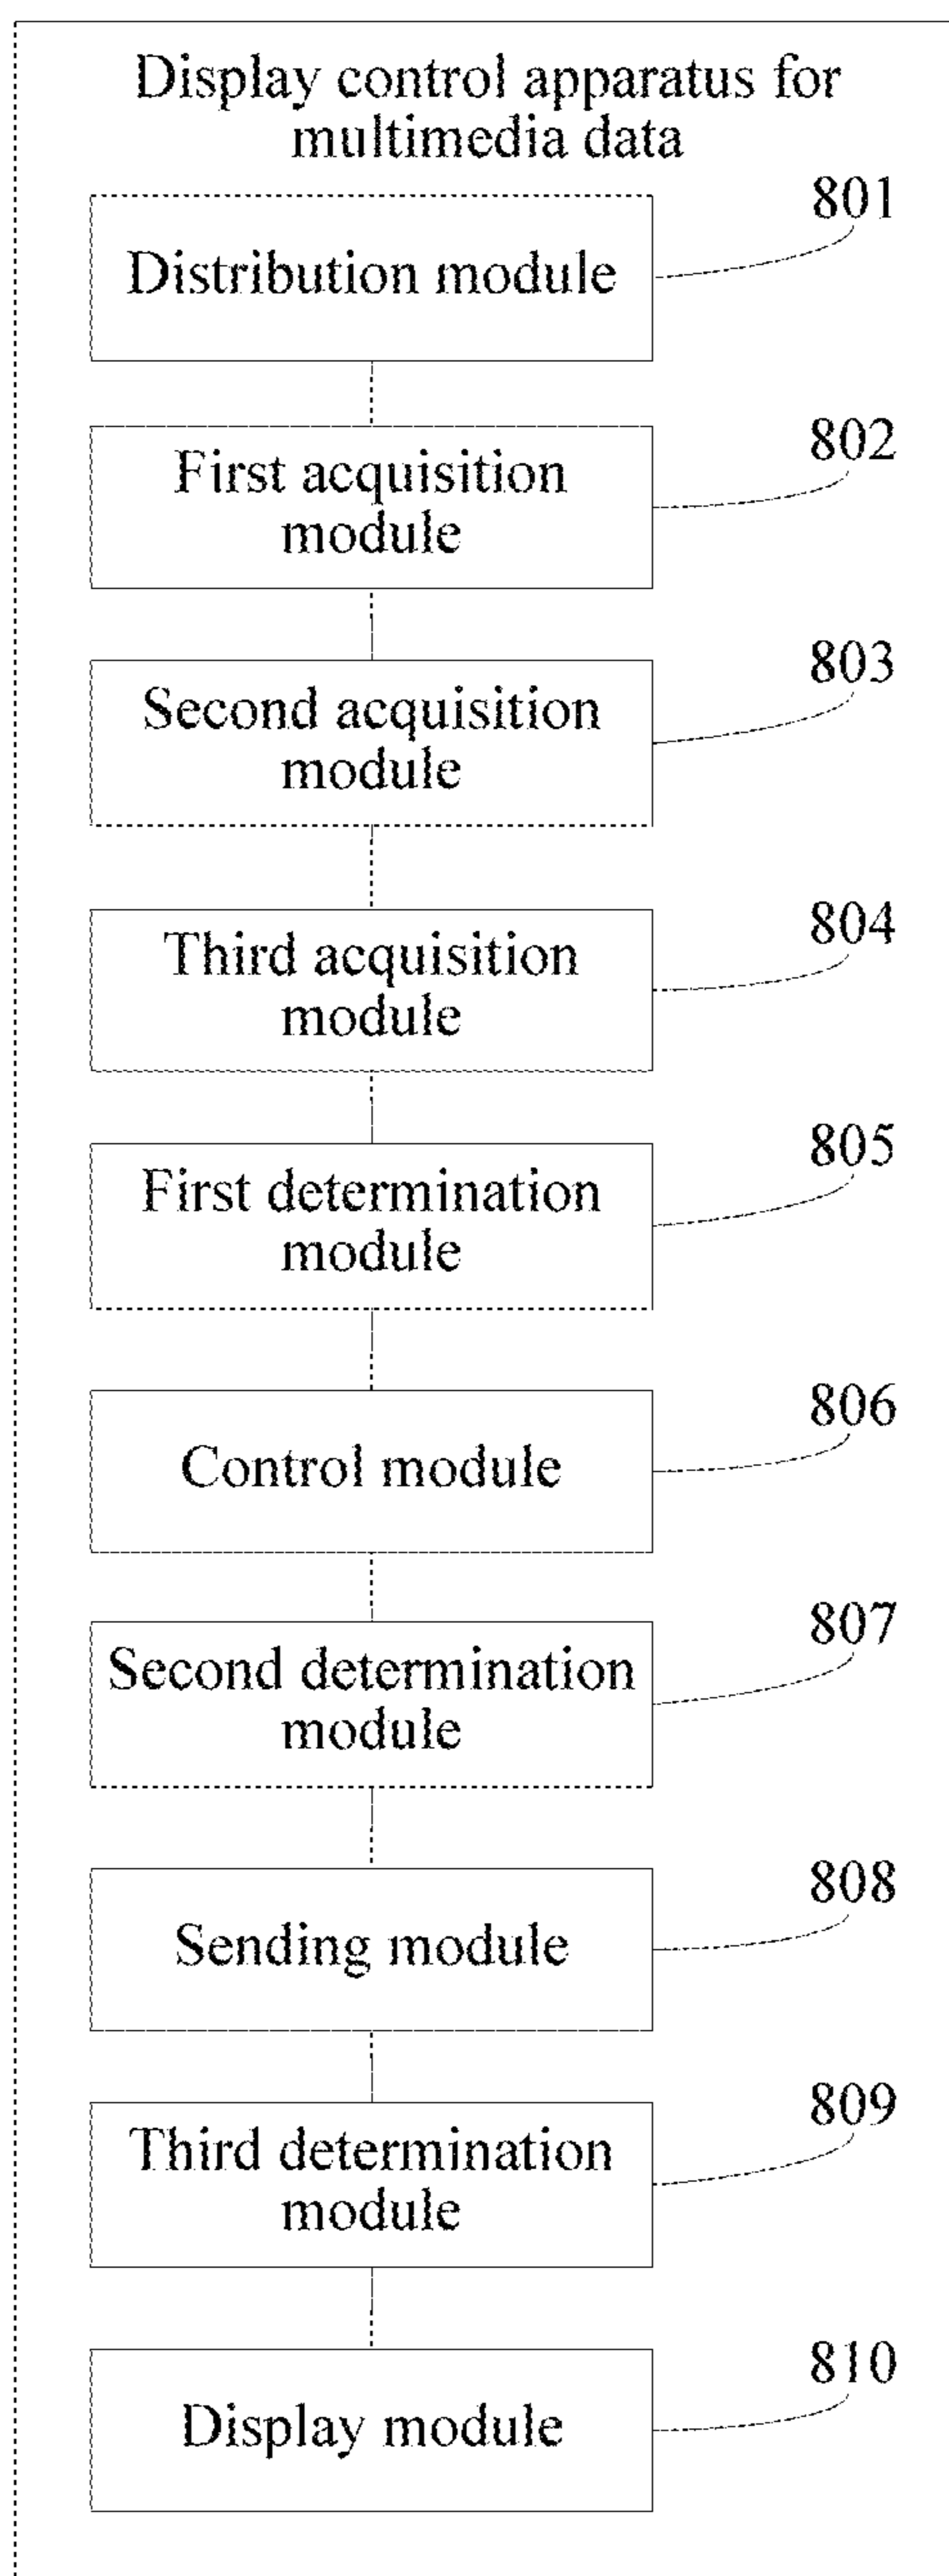 Display control apparatus for
multimedia data
801
Distribution module
802
First acquisition
module
803
Second acquisition
module
804
Third acquisition
module
805
First determination
module
806
Control module
807
Second determination
module
808
Sending module
809
Third determination
module
810
Display module